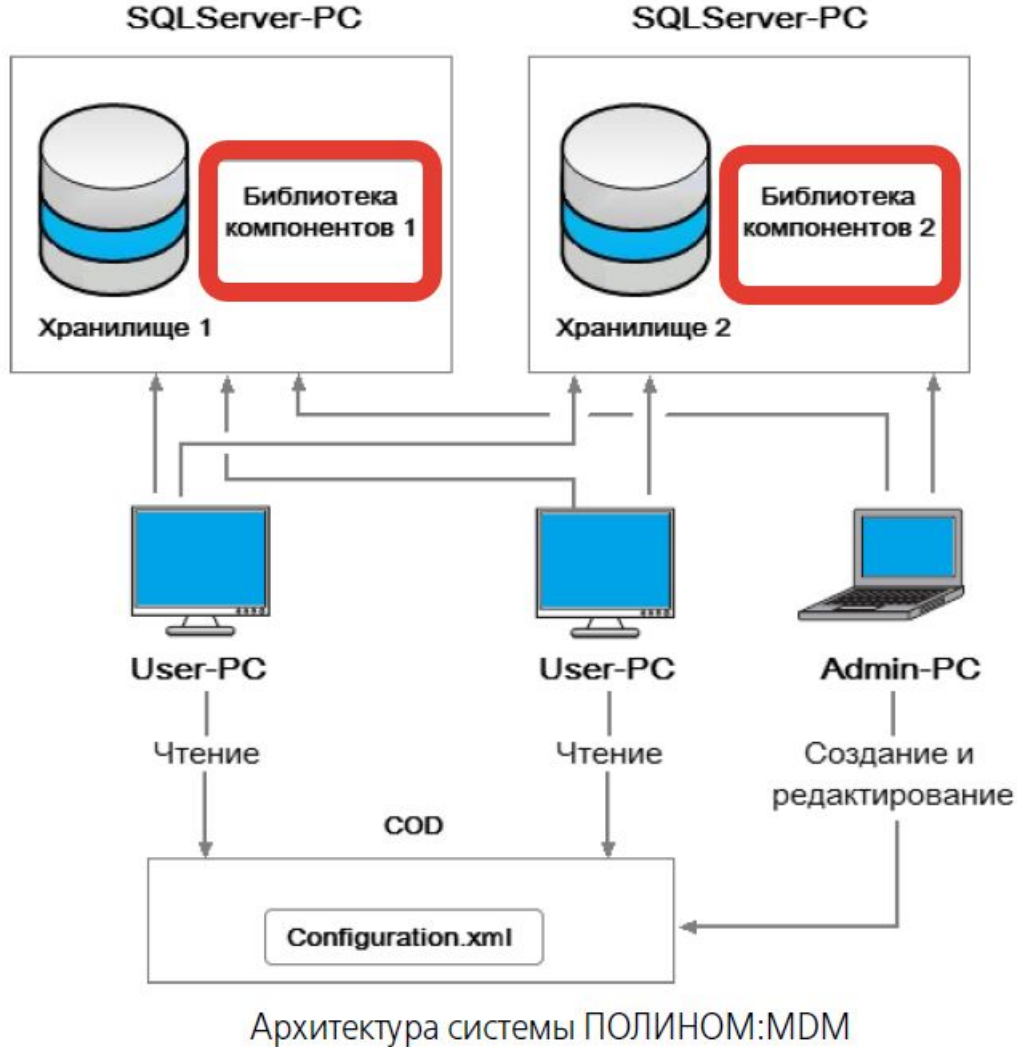 SQLServer-PC
SQLServer-PC
Библиотека
компонентов 1
Хранилище 1
Библиотека
компонентов 2
Хранилище 2
User-PC
User-PC
Admin-PC
Чтение
Чтение
Создание и
редактирование
COD
Configuration.xml
Архитектура системы ПОЛИНОМ:MDM